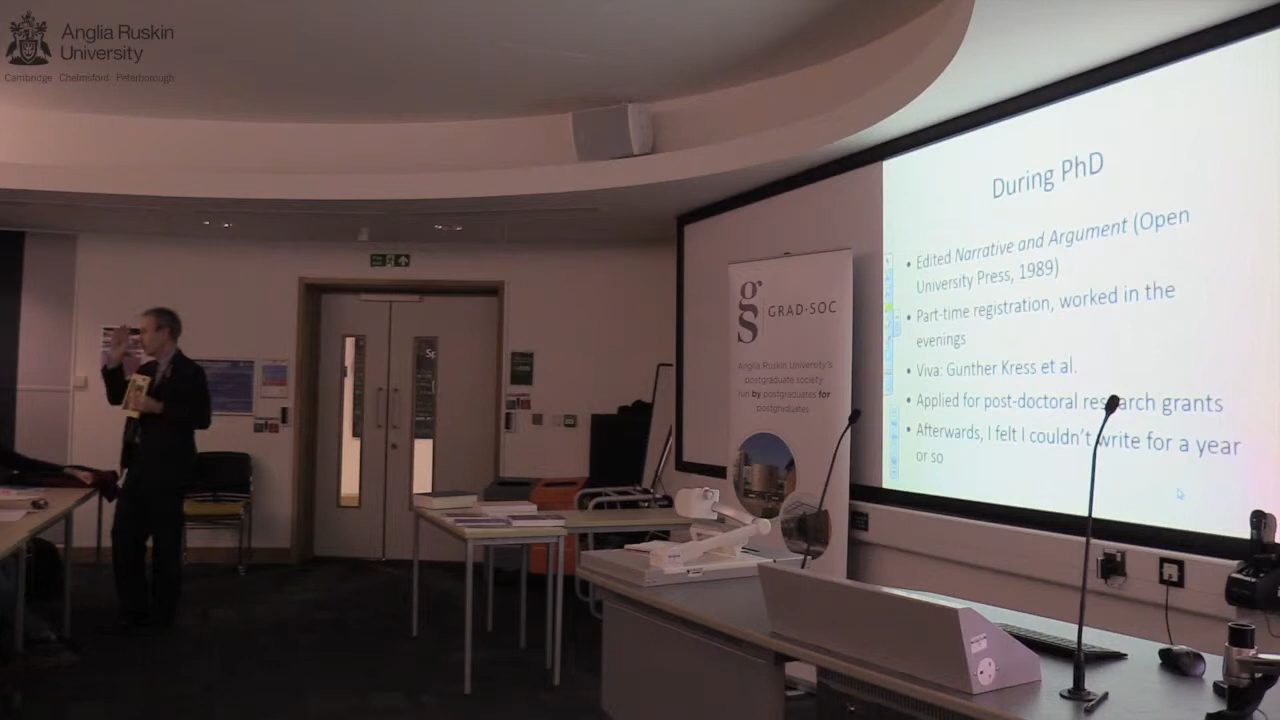 Anglia Ruskin
University
Cambridge Chelmsford Peterborough
During PhD
• Edited Narrative and Argument (Open
University Press, 1989)
• Part-time registration, worked in the
evenings
• Viva: Gunther Kress et al.
• Applied for post-doctoral research grants
• Afterwards, I felt I couldn't write for a year
or so
gs GRAD·SOC
Anglia Ruskin University's
postgraduate society
run by postgraduates for
postgraduates
Sp